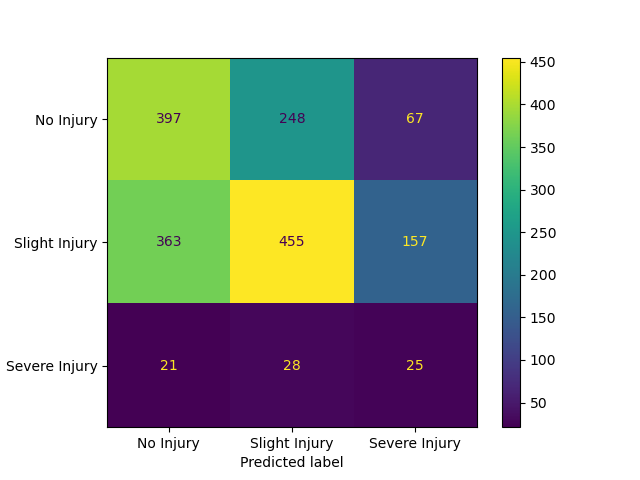 No Injury 397 248 67
Slight Injury 363 455 157
Severe Injury 21 28 25
No Injury Slight Injury Severe Injury
Predicted label
450
400
350
300
250
200
150
100
50